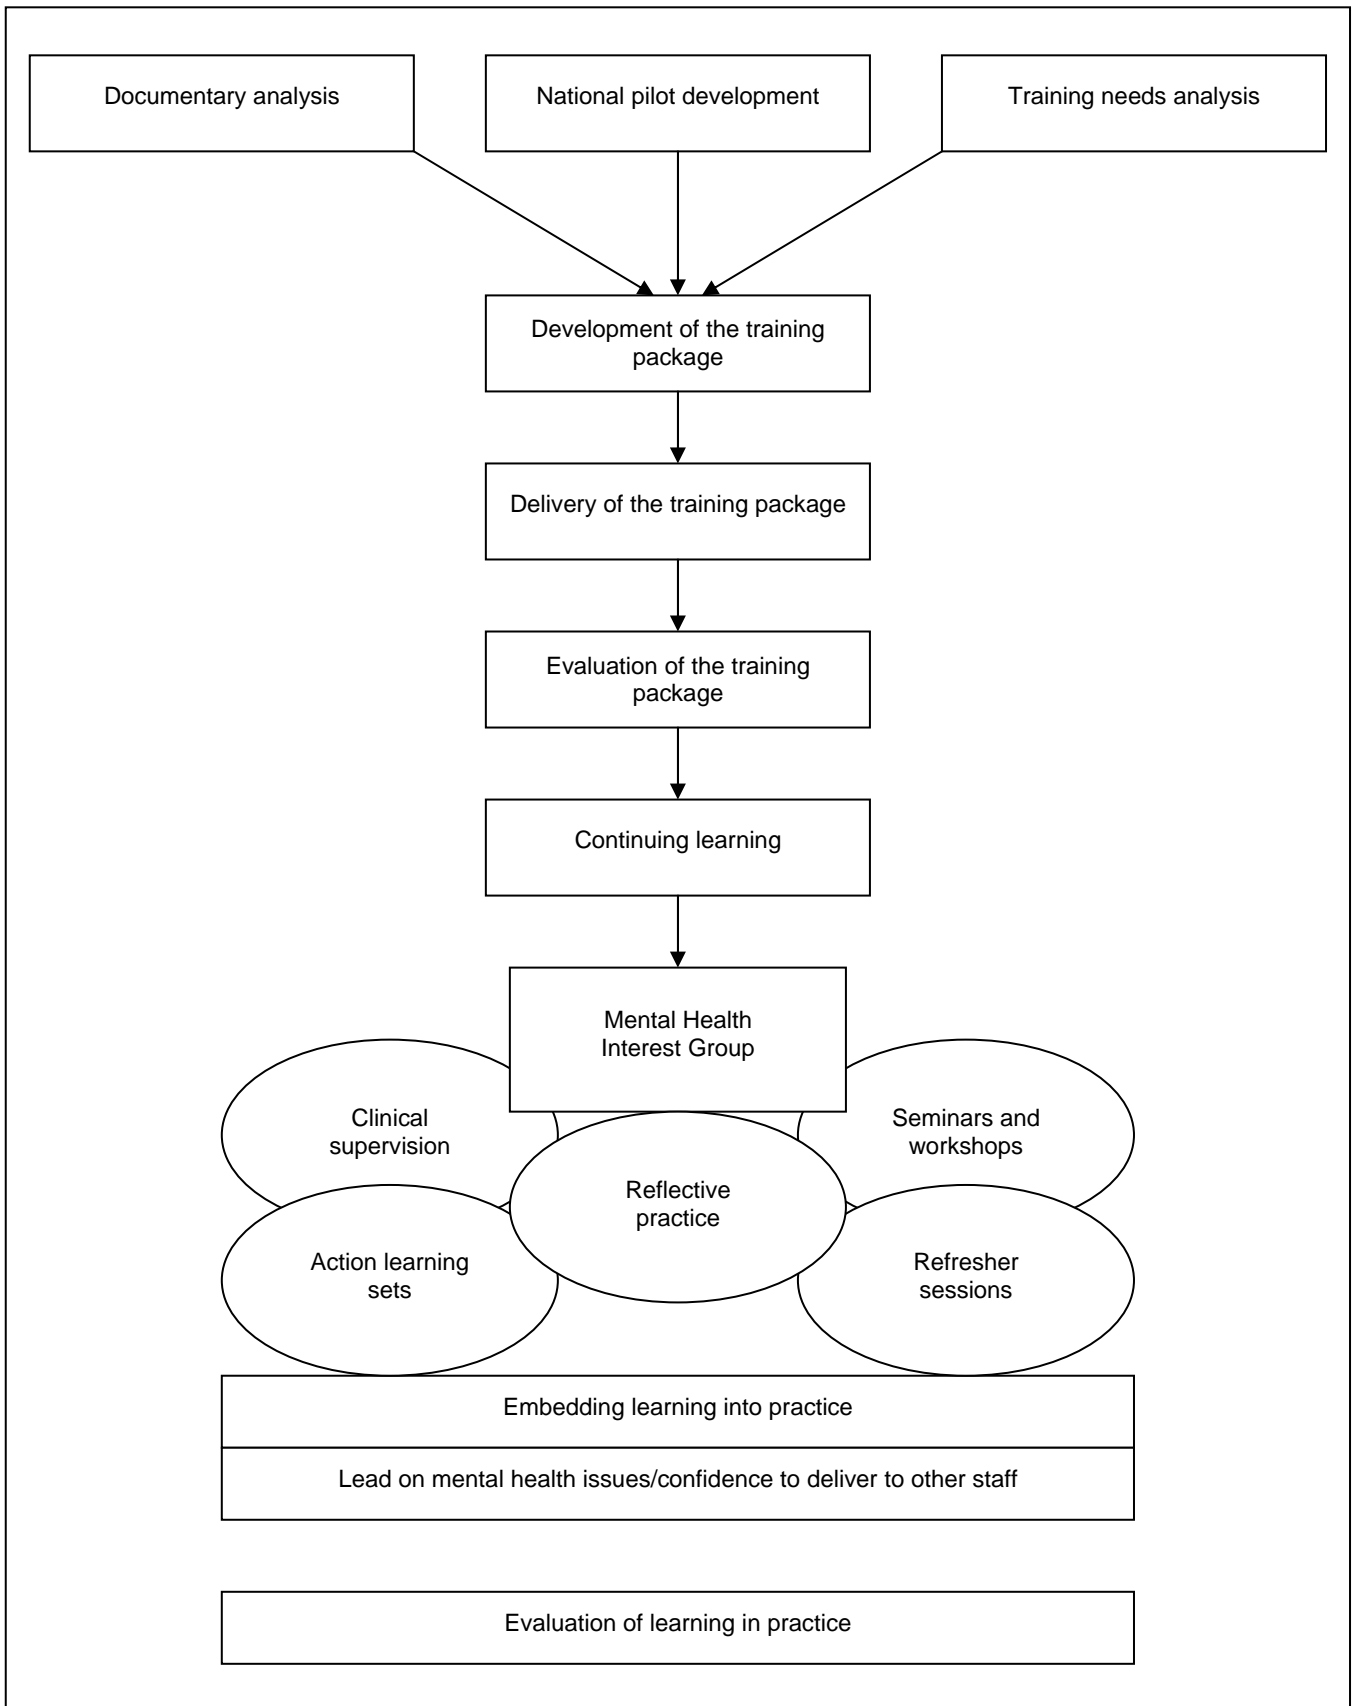 Documentary analysis
National pilot development
Training needs analysis
Development of the training
package
Delivery of the training package
Evaluation of the training
package
Continuing learning
Mental Health
Interest Group
Clinical
supervision
Seminars and
workshops
Reflective
practice
Action learning
sets
Refresher
sessions
Embedding learning into practice
Lead on mental health issues/confidence to deliver to other staff
Evaluation of learning in practice